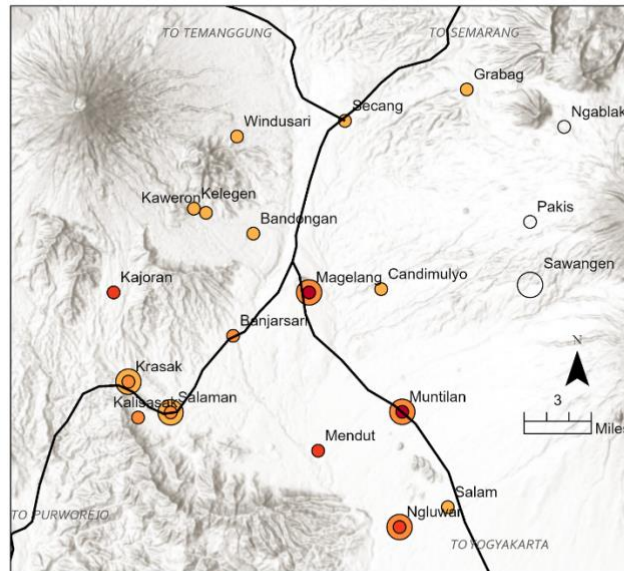 TO TEMANGGUNG
TO SEMARANG
Grabag
Secang
Ngablak
Windusari
Kaweron
Kelegen
Pakis
Bandongan
Sawangen
Kajoran
Magelang
Candimulyo
Banjarsari
N
Krasak
Salaman
Kalisasak
3
Miles
Muntilan
Mendut
Salam
Ngluwar
TO PURWOREJO
TO YOGYAKARTA